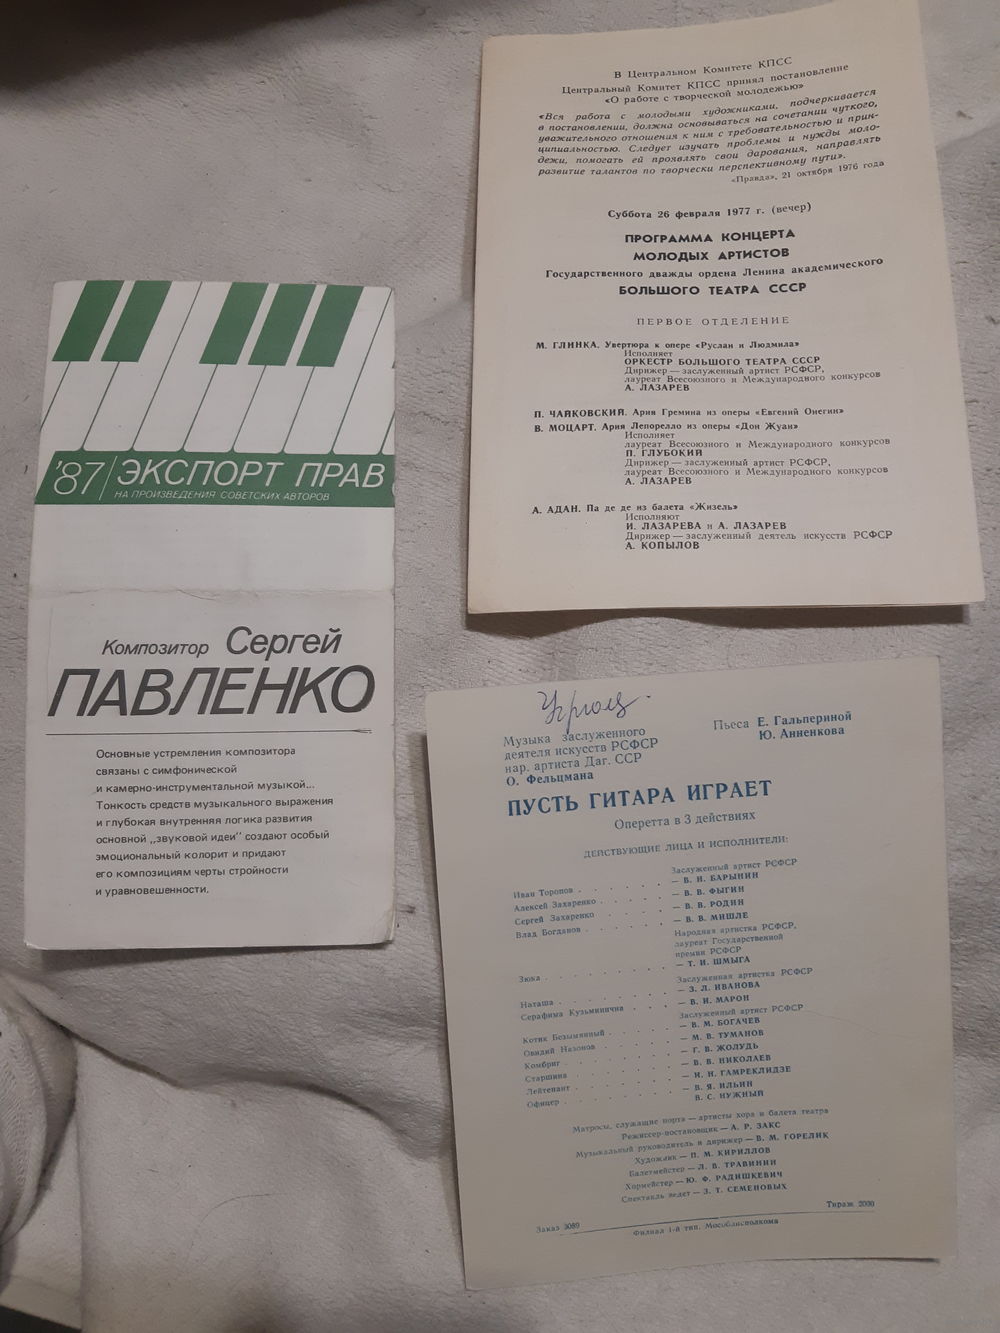 '87 ЭКСПОРТ ПРАВ
НА ПРОИЗВЕДЕНИЯ СОВЕТСКИХ АВТОРОВ
Композитор Сергей
ПАВЛЕНКО
Основные устремления композитора
связаны с симфонической
и камерно-инструментальной музыкой...
Тонкость средств музыкального выражения
и глубокая внутренняя логика развития
основной „звуковой идеи" создают особый
эмоциональный колорит и придают
его композициям черты стройности
и уравновешенности.
В Центральном Комитете КПСС
Центральный Комитет КПСС принял постановление
«О работе с творческой молодежью»
«Вся работа с молодыми художниками, подчеркивается
в постановлении, должна основываться на сочетании чуткого,
уважительного отношения к ним с требовательностью и прин-
ципиальностью. Следует изучать проблемы и нужды моло-
дежи, помогать ей проявлять свои дарования, направлять
развитие талантов по творчески перспективному пути».
«Правда», 21 октября 1976 года
Суббота 26 февраля 1977 г. (вечер)
ПРОГРАММА КОНЦЕРТА
МОЛОДЫХ АРТИСТОВ
Государственного дважды ордена Ленина академического
БОЛЬШОГО ТЕАТРА СССР
ПЕРВОЕ ОТДЕЛЕНИЕ
М. ГЛИНКА. Увертюра к опере «Руслан и Людмила»
Исполняет
ОРКЕСТР БОЛЬШОГО ТЕАТРА СССР
Дирижер — заслуженный артист РСФСР,
лауреат Всесоюзного и Международного конкурсов
А. ЛАЗАРЕВ
П. ЧАЙКОВСКИЙ. Ария Гремина из оперы «Евгений Онегин»
В. МОЦАРТ. Ария Лепорелло из оперы «Дон Жуан»
Исполняет
лауреат Всесоюзного и Международного конкурсов
П. ГЛУБОКИЙ
Дирижер — заслуженный артист РСФСР,
лауреат Всесоюзного и Международного конкурсов
А. ЛАЗАРЕВ
А. АДАН. Па де де из балета «Жизель»
Исполняют
И. ЛАЗАРЕВА и А. ЛАЗАРЕВ
Дирижер — заслуженный деятель искусств РСФСР
А. КОПЫЛОВ
Музыка заслуженного
деятеля искусств РСФСР
нар. артиста Даг. ССР
О. Фельцмана
Пьеса Е. Гальпериной
Ю. Анненкова
ПУСТЬ ГИТАРА ИГРАЕТ
Оперетта в 3 действиях
ДЕЙСТВУЮЩИЕ ЛИЦА И ИСПОЛНИТЕЛИ:
Заслуженный артист РСФСР
Иван Торопов — В. И. БАРЫНИН
Алексей Захаренко — В. В. ФЫГИН
Сергей Захаренко — В. В. РОДИН
Влад Богданов — В. В. МИШЛЕ
Народная артистка РСФСР,
лауреат Государственной
премии РСФСР
Зюка — Т. И. ШМЫГА
Заслуженная артистка РСФСР
Наташа — З. Л. ИВАНОВА
Серафима Кузьминична — В. И. МАРОН
Заслуженный артист РСФСР
Котик Безымянный — В. М. БОГАЧЕВ
Овидий Назонов — М. В. ТУМАНОВ
Комбриг — Г. В. ЖОЛУДЬ
Старшина — В. В. НИКОЛАЕВ
Лейтенант — И. Н. ГАМРЕКЛИДЗЕ
Офицер — В. Я. ИЛЬИН
В. С. НУЖНЫЙ
Матросы, служащие порта — артисты хора и балета театра
Режиссер-постановщик — А. Р. ЗАКС
Музыкальный руководитель и дирижер — В. М. ГОРЕЛИК
Художник — П. М. КИРИЛЛОВ
Балетмейстер — Л. В. ТРАВИНИН
Хормейстер — Ю. Ф. РАДИШКЕВИЧ
Спектакль ведет — З. Т. СЕМЕНОВЫХ
Заказ 3089
Тираж 2000
Филиал 1-й тип. Мособлисполкома